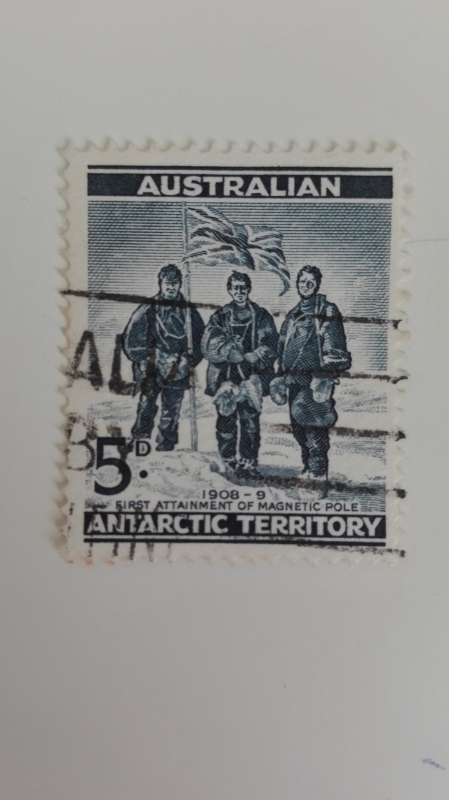 AUSTRALIAN
5D.
1908-9
FIRST ATTAINMENT OF MAGNETIC POLE
ANTARCTIC TERRITORY